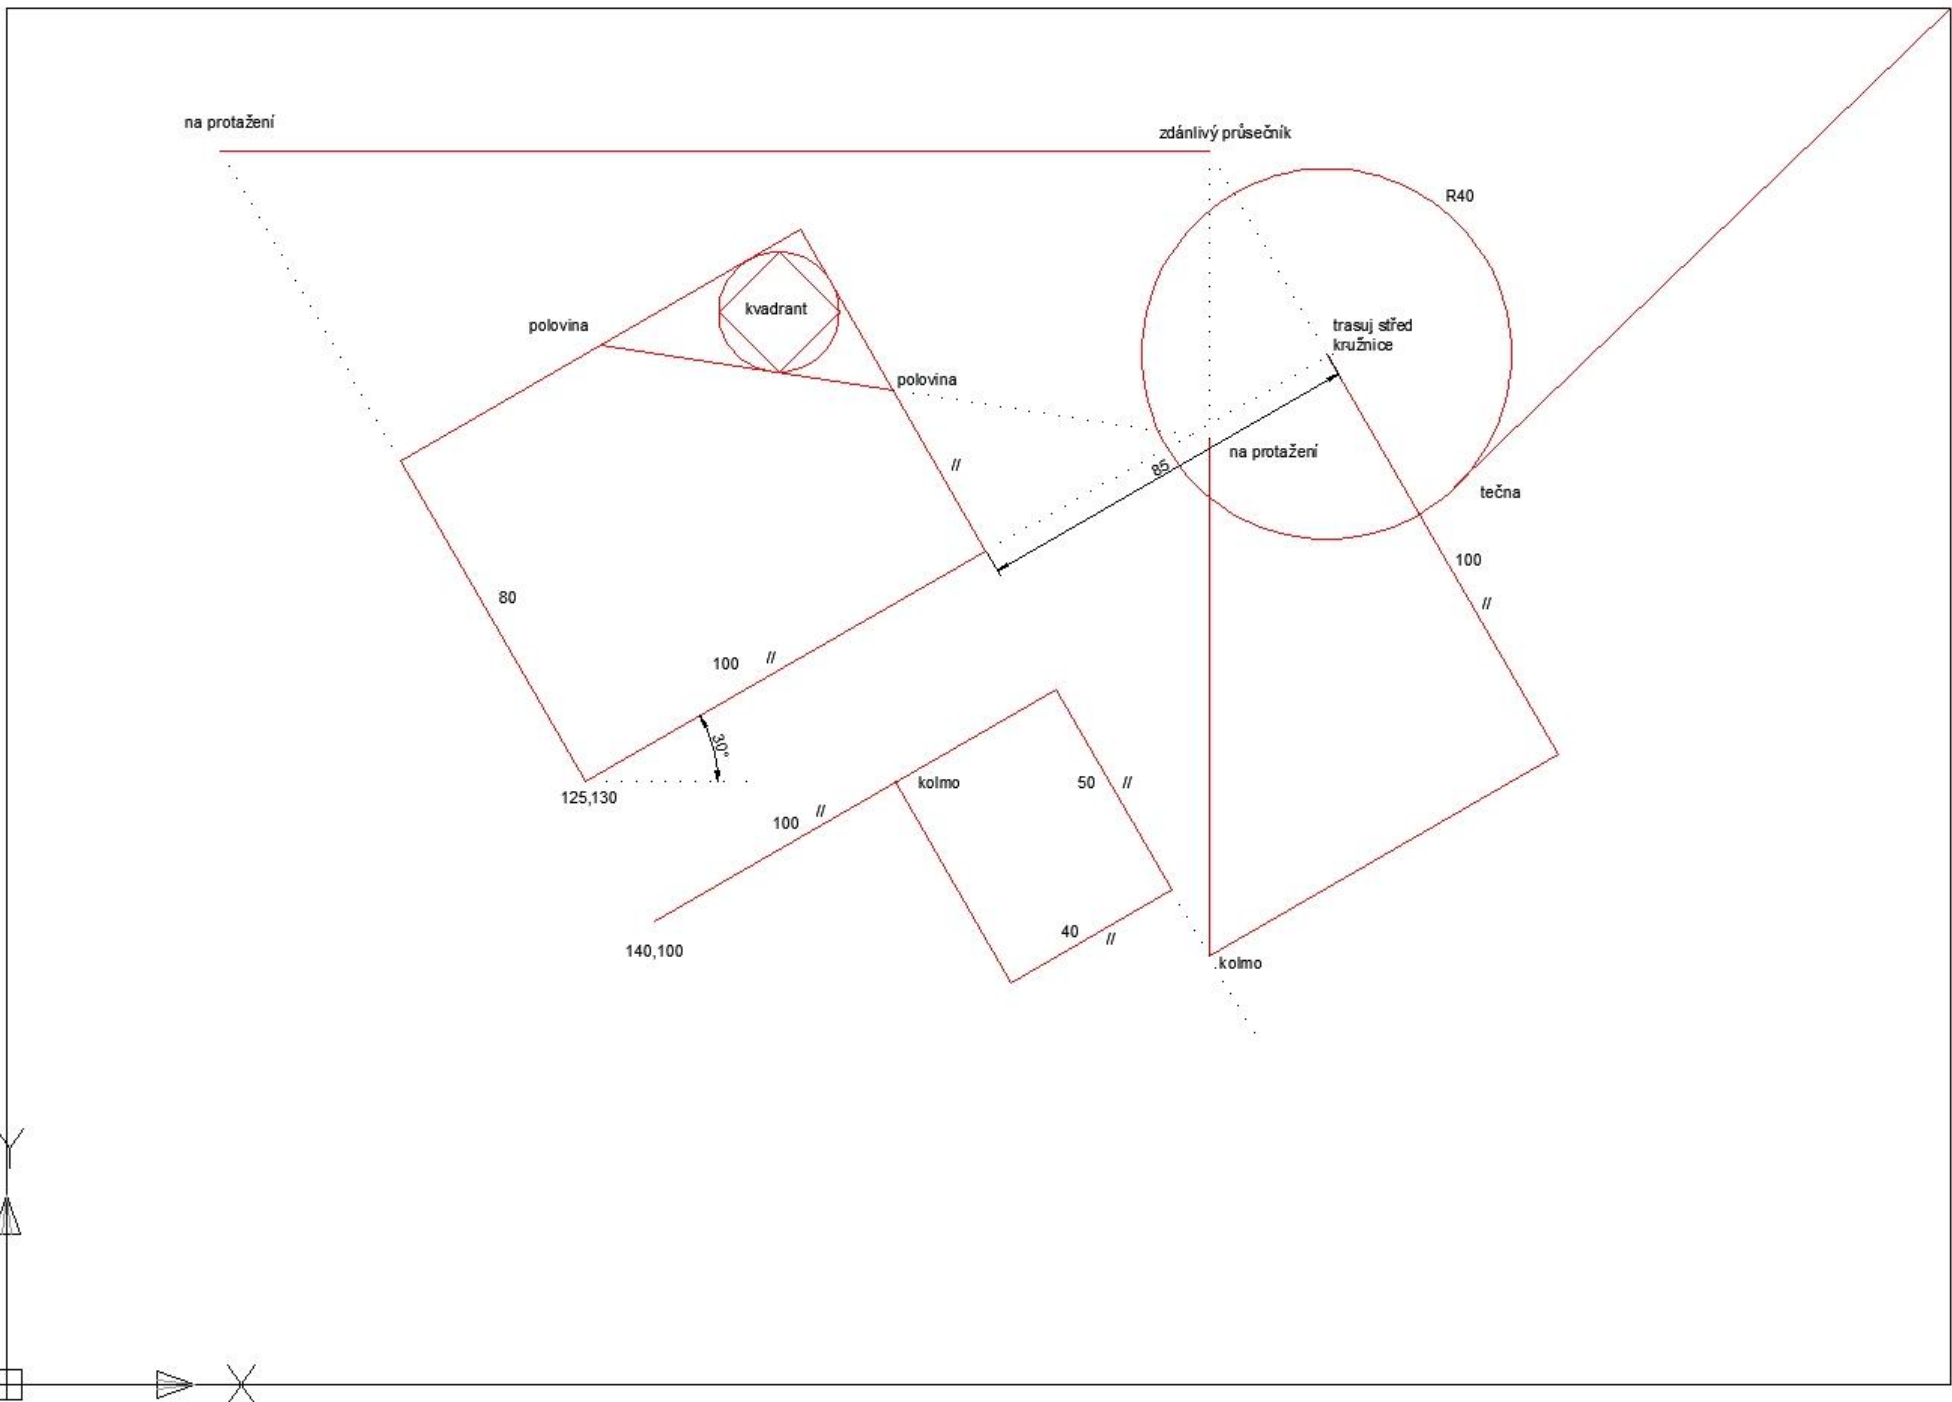 na protažení
zdánlivý průsečník
R40
kvadrant
polovina
trasuj střed
kružnice
polovina
na protažení
//
85
tečna
100
//
80
100 //
30°
125,130
kolmo
50 //
100 //
40 //
140,100
kolmo
Y
X